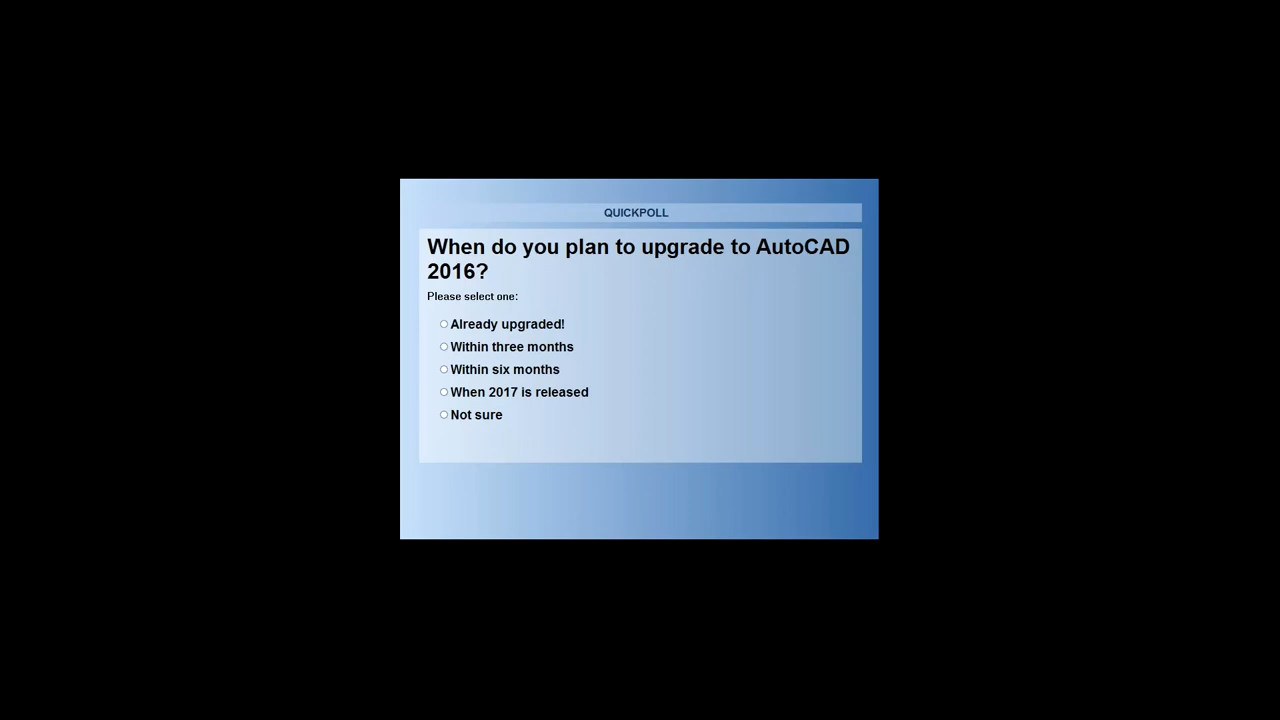 QUICKPOLL
When do you plan to upgrade to AutoCAD
2016?
Please select one:
Already upgraded!
Within three months
Within six months
When 2017 is released
Not sure